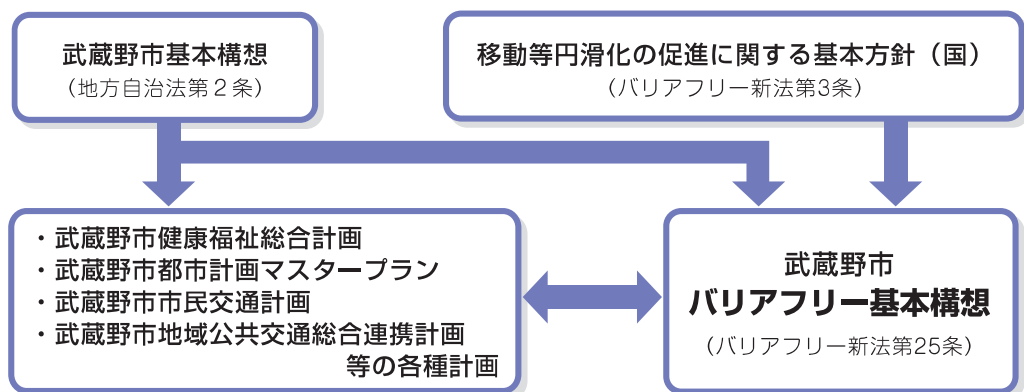 武蔵野市基本構想
（地方自治法第２条）
移動等円滑化の促進に関する基本方針（国）
（バリアフリー新法第3条）
・武蔵野市健康福祉総合計画
・武蔵野市都市計画マスタープラン
・武蔵野市市民交通計画
・武蔵野市地域公共交通総合連携計画
等の各種計画
武蔵野市
バリアフリー基本構想
（バリアフリー新法第25条）